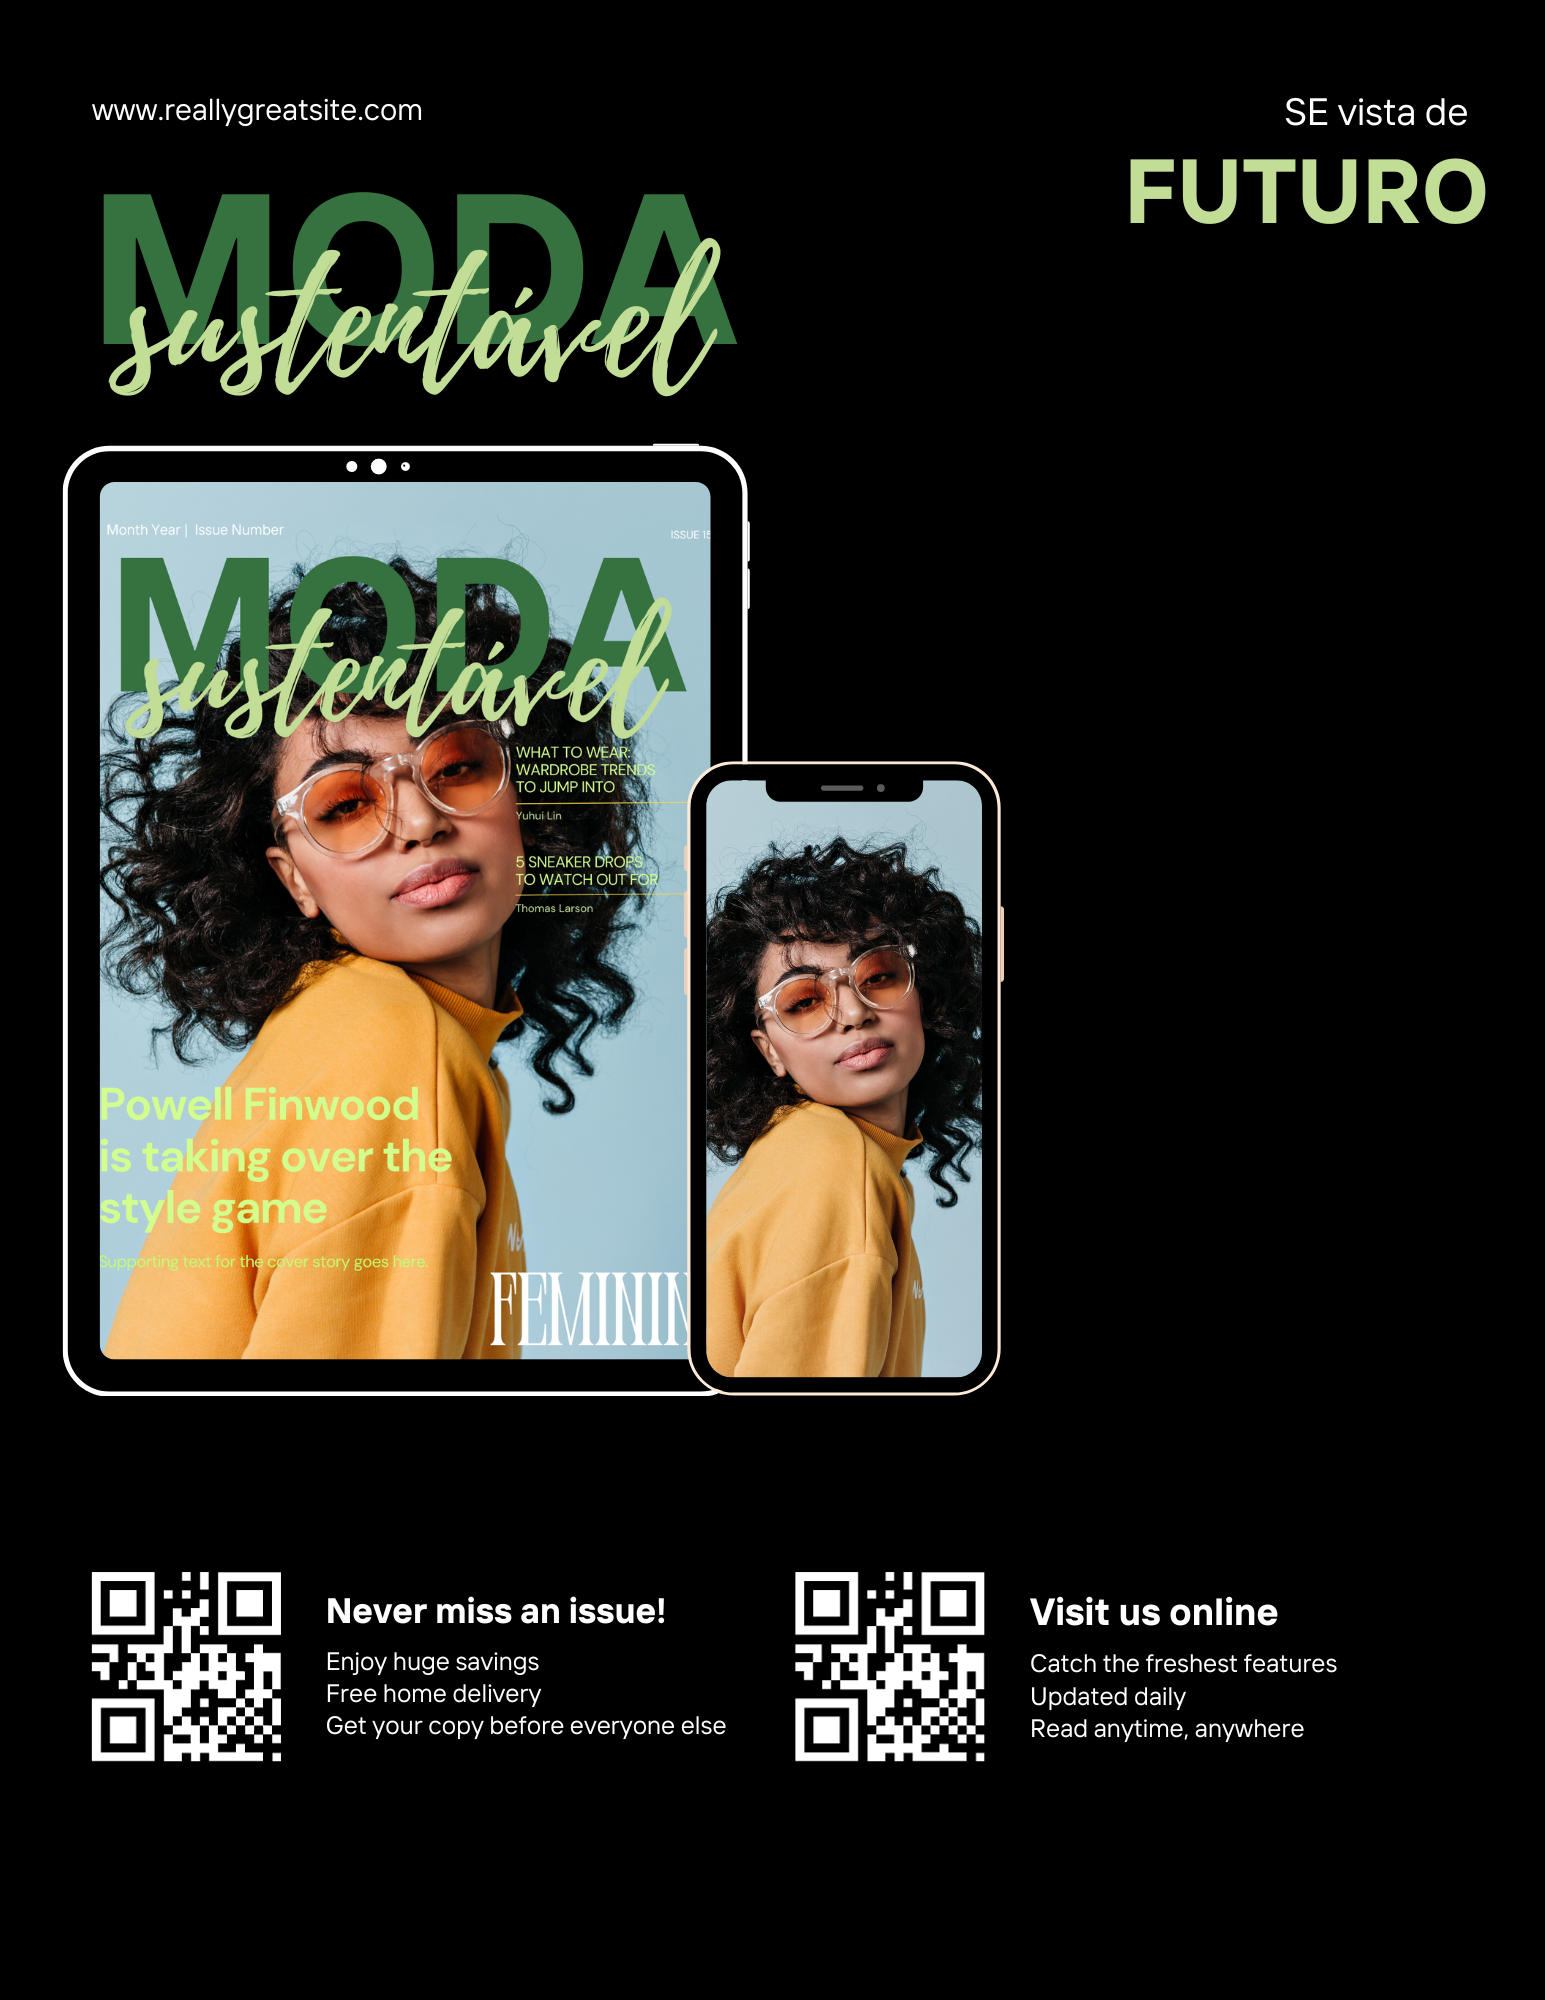 www.reallygreatsite.com
SE vista de
FUTURO
MODA
sustentável
Month Year | Issue Number
ISSUE 15
MODA
sustentável
WHAT TO WEAR:
WARDROBE TRENDS
TO JUMP INTO
Yuhui Lin
5 SNEAKER DROPS
TO WATCH OUT FOR
Thomas Larson
Powell Finwood
is taking over the
style game
Supporting text for the cover story goes here.
FEMININ
Never miss an issue!
Enjoy huge savings
Free home delivery
Get your copy before everyone else
Visit us online
Catch the freshest features
Updated daily
Read anytime, anywhere